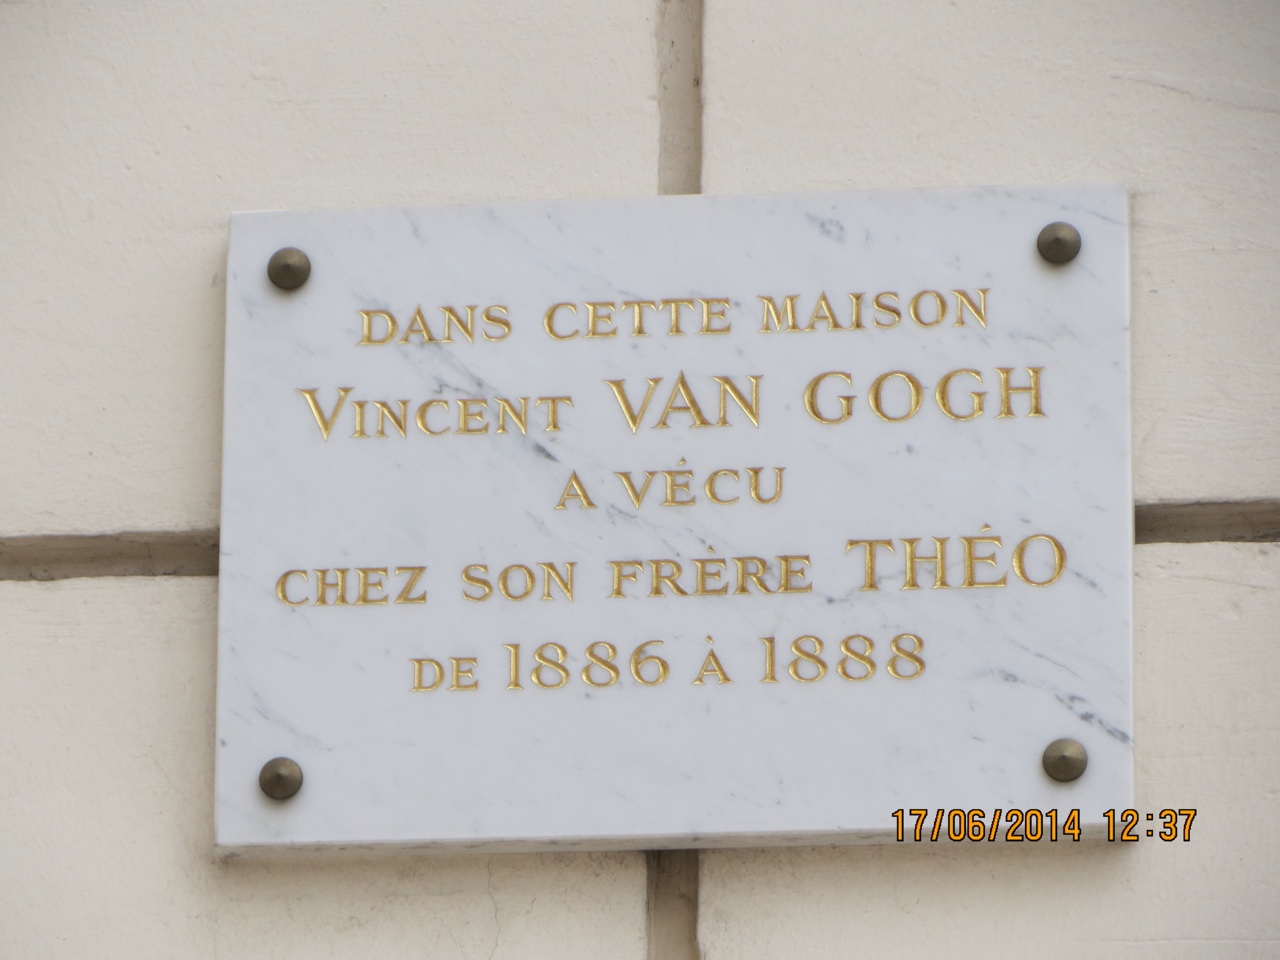 DANS CETTE MAISON
VINCENT VAN GOGH
A VÉCU
CHEZ SON FRÈRE THÉO
DE 1886 À 1888
17/06/2014 12:37